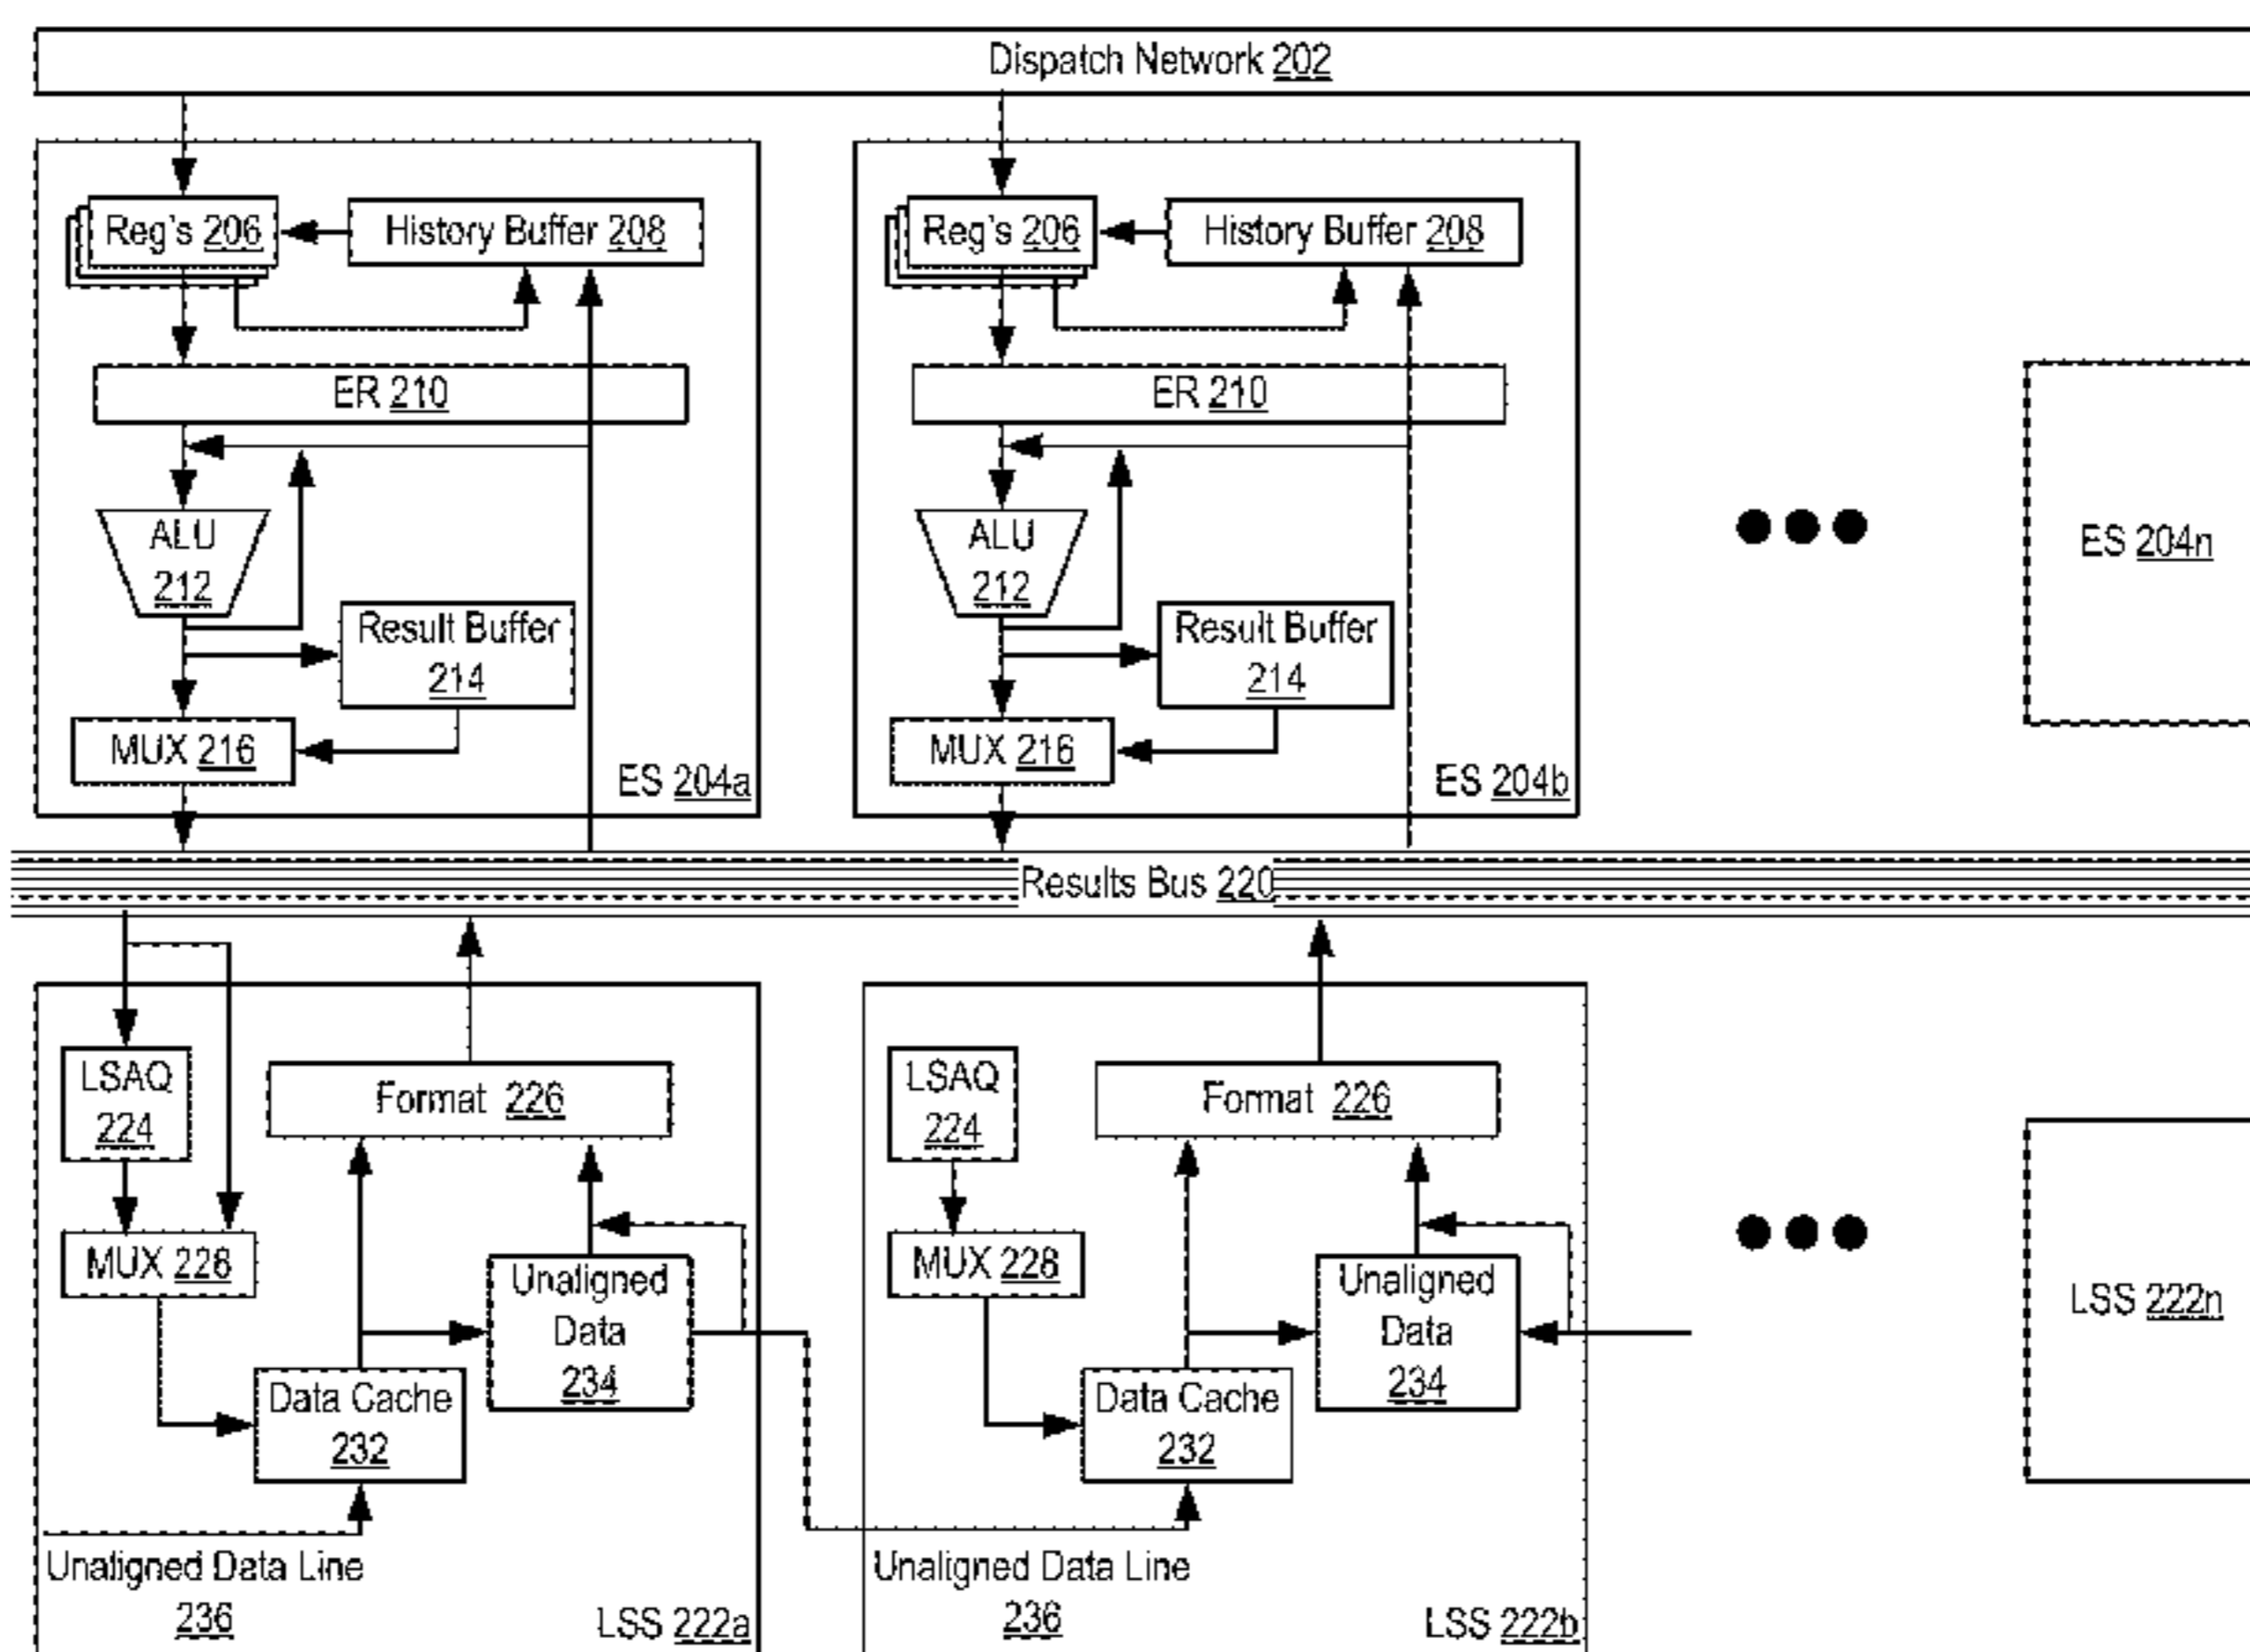 Dispatch Network 202
Reg's 206
History Buffer 208
ER 210
ALU
212
Result Buffer
214
MUX 216
ES 204a
Reg's 206
History Buffer 208
ER 210
ALU
212
Result Buffer
214
MUX 216
ES 204b
ES 204n
Results Bus 220
LSAQ
224
Format 226
MUX 228
Unaligned
Data
234
Data Cache
232
Unaligned Data Line
236
LSS 222a
LSAQ
224
Format 226
MUX 228
Unaligned
Data
234
Data Cache
232
Unaligned Data Line
236
LSS 222b
LSS 222n